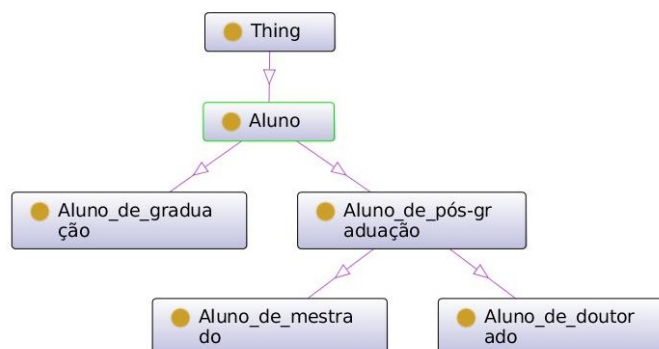 Thing
Aluno
Aluno_de_gradua
ção
Aluno_de_pós-gr
aduação
Aluno_de_mestra
do
Aluno_de_doutor
ado